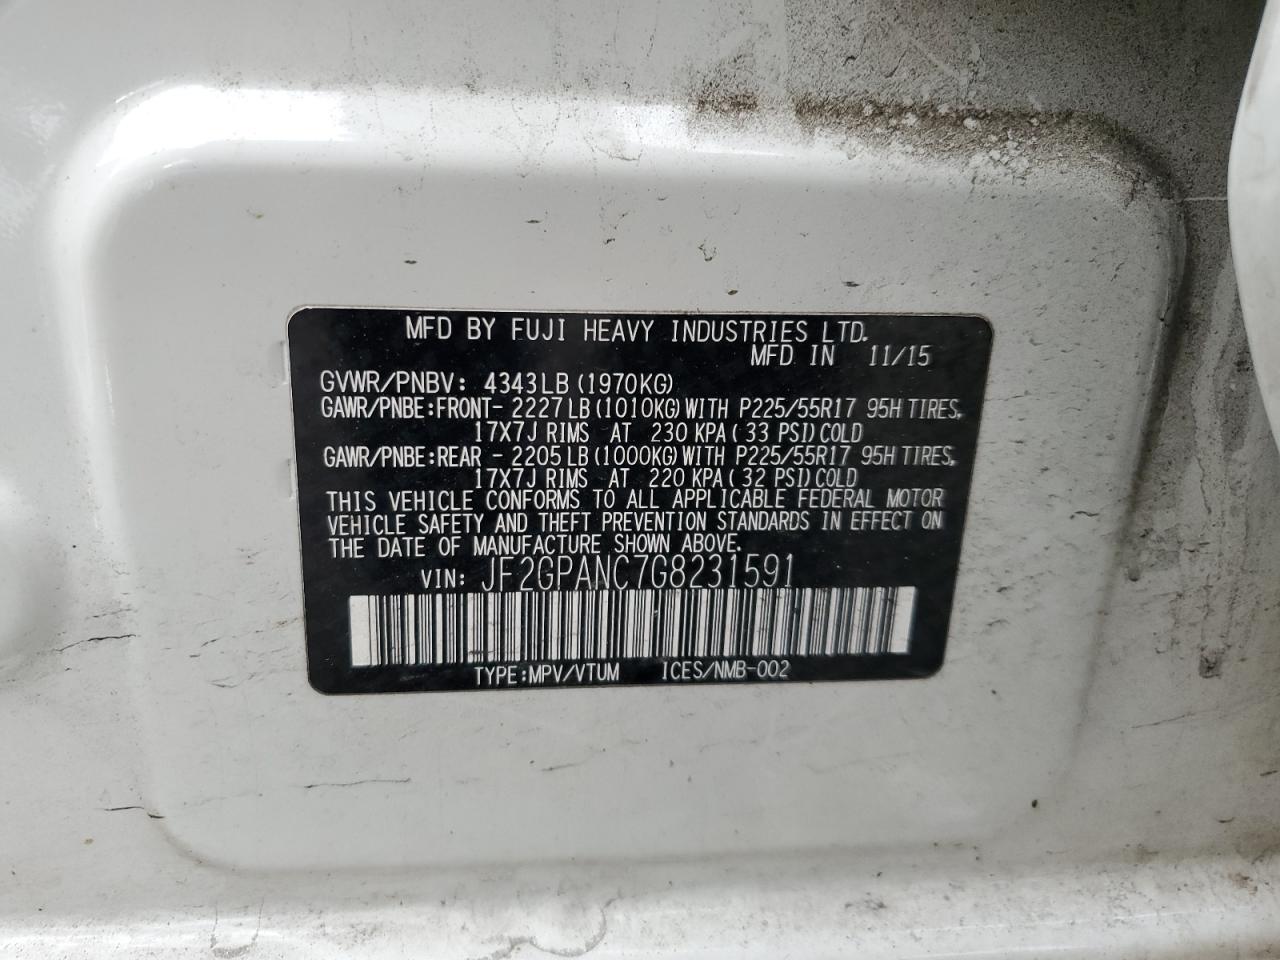 MFD BY FUJI HEAVY INDUSTRIES LTD.
MFD IN 11/15
GVWR/PNBV: 4343LB (1970KG)
GAWR/PNBE:FRONT- 2227LB (1010KG) WITH P225/55R17 95H TIRES,
17X7J RIMS AT 230 KPA ( 33 PSI) COLD
GAWR/PNBE:REAR - 2205LB (1000KG) WITH P225/55R17 95H TIRES,
17X7J RIMS AT 220 KPA ( 32 PSI) COLD
THIS VEHICLE CONFORMS TO ALL APPLICABLE FEDERAL MOTOR
VEHICLE SAFETY AND THEFT PREVENTION STANDARDS IN EFFECT ON
THE DATE OF MANUFACTURE SHOWN ABOVE.
VIN: JF2GPANC7G8231591
TYPE:MPV/VTUM ICES/NMB-002